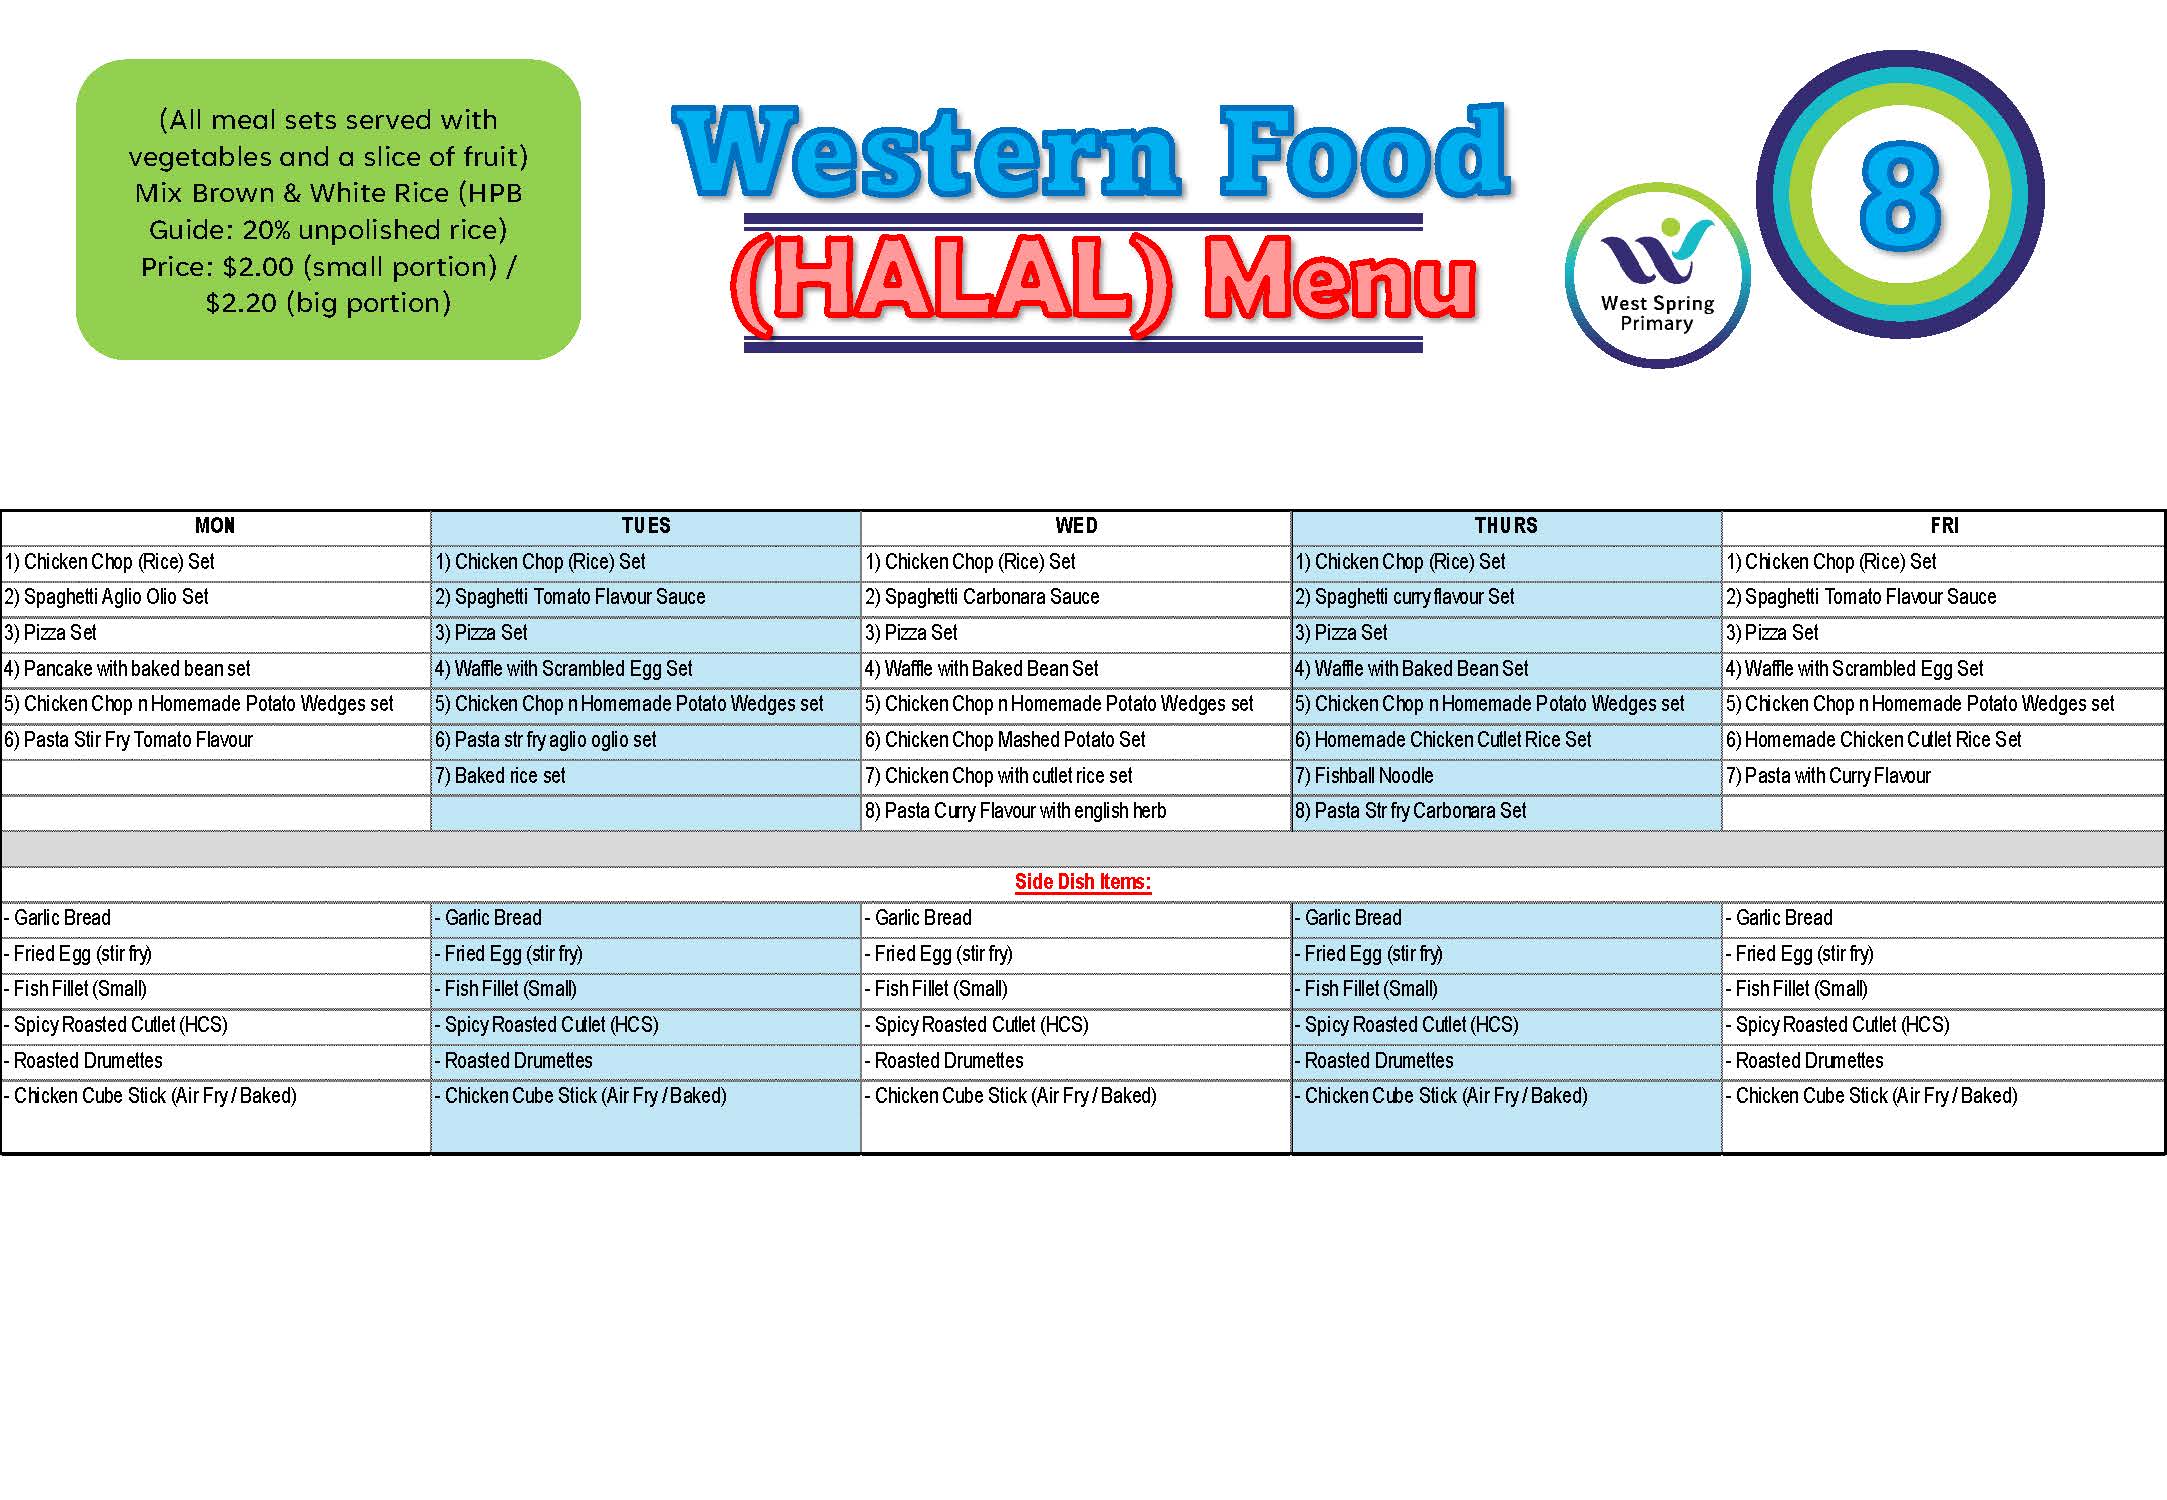 (All meal sets served with
vegetables and a slice of fruit)
Mix Brown & White Rice (HPB
Guide: 20% unpolished rice)
Price: $2.00 (small portion) /
$2.20 (big portion)
Western Food
(HALAL) Menu
West Spring
Primary
8
MON TUES WED THURS FRI
1) Chicken Chop (Rice) Set 1) Chicken Chop (Rice) Set 1) Chicken Chop (Rice) Set 1) Chicken Chop (Rice) Set 1) Chicken Chop (Rice) Set
2) Spaghetti Aglio Olio Set 2) Spaghetti Tomato Flavour Sauce 2) Spaghetti Carbonara Sauce 2) Spaghetti curry flavour Set 2) Spaghetti Tomato Flavour Sauce
3) Pizza Set 3) Pizza Set 3) Pizza Set 3) Pizza Set 3) Pizza Set
4) Pancake with baked bean set 4) Waffle with Scrambled Egg Set 4) Waffle with Baked Bean Set 4) Waffle with Baked Bean Set 4) Waffle with Scrambled Egg Set
5) Chicken Chop n Homemade Potato Wedges set 5) Chicken Chop n Homemade Potato Wedges set 5) Chicken Chop n Homemade Potato Wedges set 5) Chicken Chop n Homemade Potato Wedges set 5) Chicken Chop n Homemade Potato Wedges set
6) Pasta Stir Fry Tomato Flavour 6) Pasta str fry aglio oglio set 6) Chicken Chop Mashed Potato Set 6) Homemade Chicken Cutlet Rice Set 6) Homemade Chicken Cutlet Rice Set
7) Baked rice set 7) Chicken Chop with cutlet rice set 7) Fishball Noodle 7) Pasta with Curry Flavour
8) Pasta Curry Flavour with english herb 8) Pasta Str fry Carbonara Set
Side Dish Items:
- Garlic Bread - Garlic Bread - Garlic Bread - Garlic Bread - Garlic Bread
- Fried Egg (stir fry) - Fried Egg (stir fry) - Fried Egg (stir fry) - Fried Egg (stir fry) - Fried Egg (stir fry)
- Fish Fillet (Small) - Fish Fillet (Small) - Fish Fillet (Small) - Fish Fillet (Small) - Fish Fillet (Small)
- Spicy Roasted Cutlet (HCS) - Spicy Roasted Cutlet (HCS) - Spicy Roasted Cutlet (HCS) - Spicy Roasted Cutlet (HCS) - Spicy Roasted Cutlet (HCS)
- Roasted Drumettes - Roasted Drumettes - Roasted Drumettes - Roasted Drumettes - Roasted Drumettes
- Chicken Cube Stick (Air Fry / Baked) - Chicken Cube Stick (Air Fry / Baked) - Chicken Cube Stick (Air Fry / Baked) - Chicken Cube Stick (Air Fry / Baked) - Chicken Cube Stick (Air Fry / Baked)